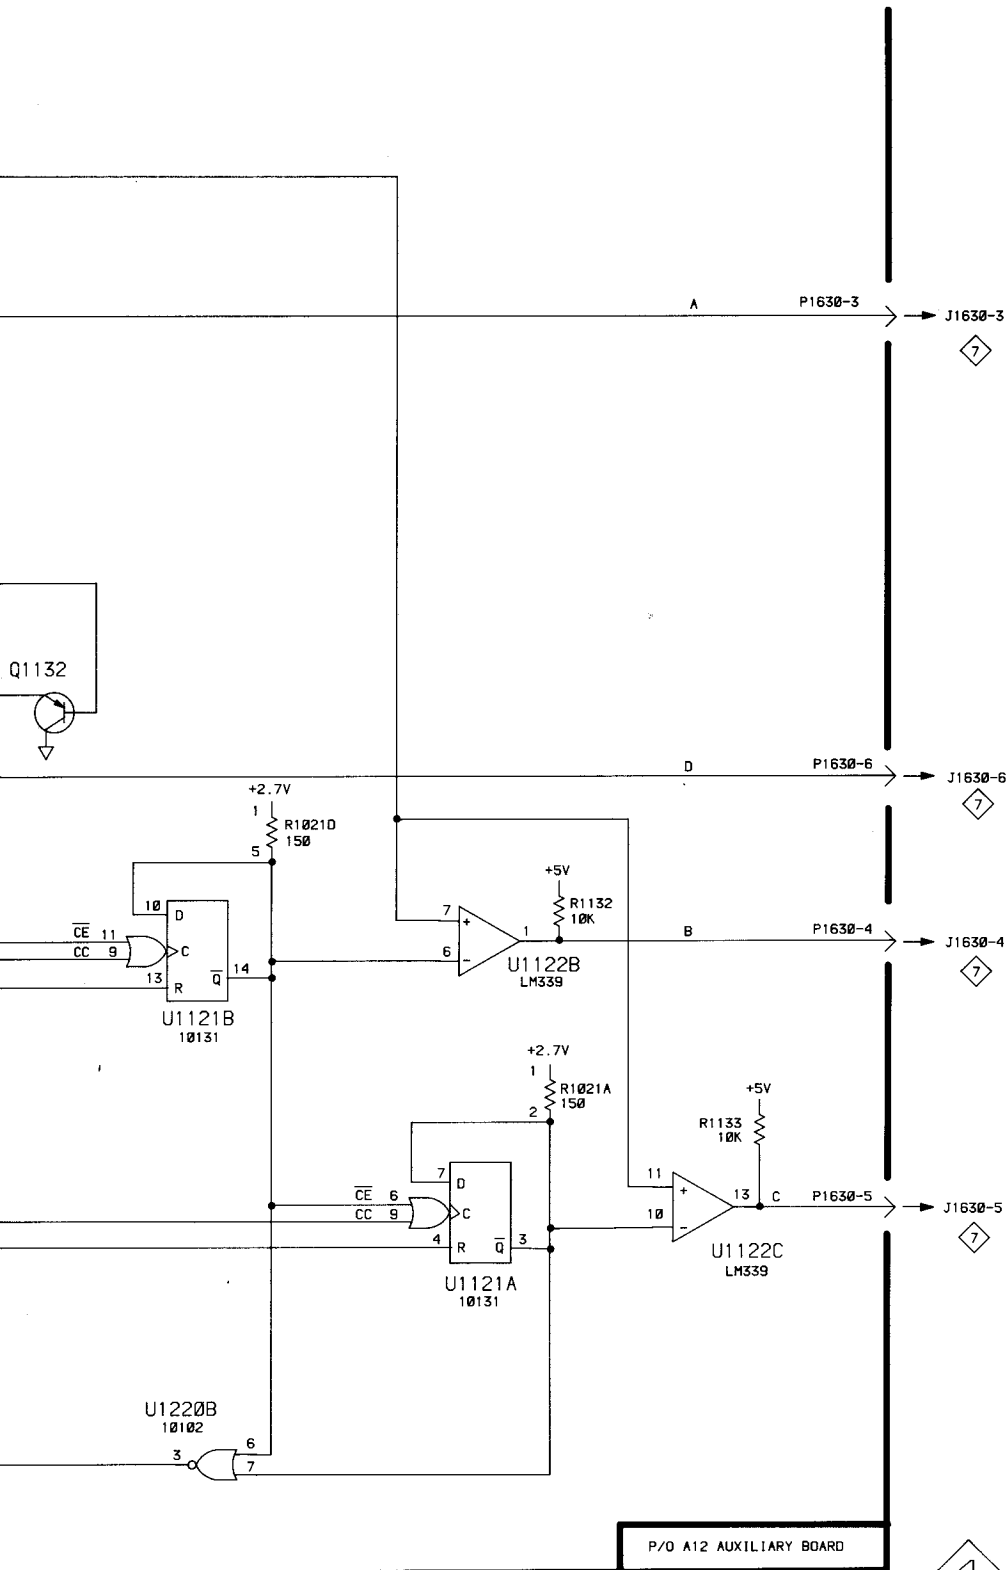 A P1630-3
J1630-3
7
Q1132
D P1630-6
J1630-6
7
+2.7V
1
R1021D
150
5
+5V
R1132
10K
10 D
CE 11
CC 9
C
13 R
Q 14
U1121B
10131
7 +
6 -
1
U1122B
LM339
B P1630-4
J1630-4
7
+2.7V
1
R1021A
150
2
+5V
R1133
10K
7 D
CE 6
CC 9
C
4 R
Q 3
U1121A
10131
11 +
10 -
13
U1122C
LM339
C P1630-5
J1630-5
7
U1220B
10102
3
6
7
P/O A12 AUXILIARY BOARD